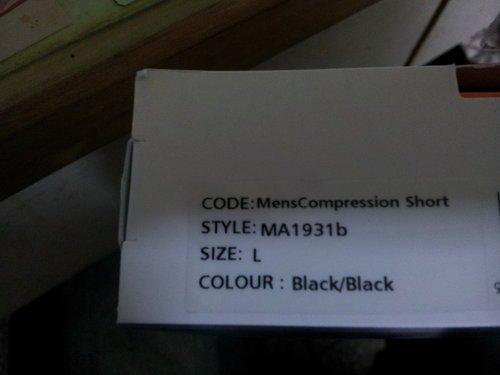 CODE:MensCompression Short
STYLE: MA1931b
SIZE: L
COLOUR : Black/Black